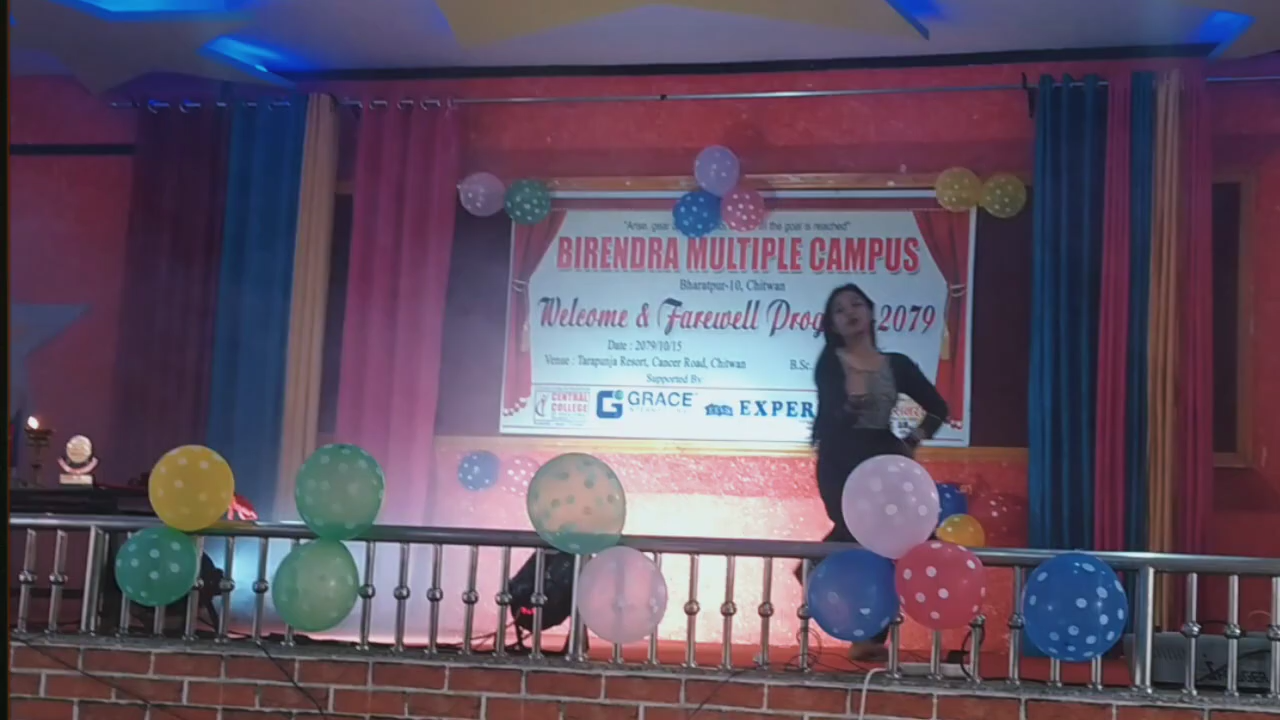 "Arise, the goal is reached"
BIRENDRA MULTIPLE CAMPUS
Bharatpur-10, Chitwan
Welcome & Farewell 2079
Date : 2079/10/15
Venue : Tarapunja Resort, Cancer Road, Chitwan B.Sc.
Supported By
CENTRAL
COLLEGE
GRACE
EXPER